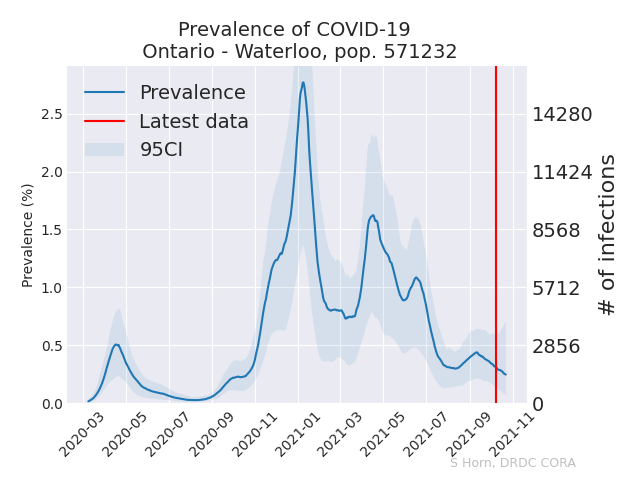 Prevalence of COVID-19
Ontario - Waterloo, pop. 571232
Prevalence
Latest data
95CI
Prevalence (%)
2.5
2.0
1.5
1.0
0.5
0.0
14280
11424
8568
5712
2856
0
# of infections
2020-03
2020-05
2020-07
2020-09
2020-11
2021-01
2021-03
2021-05
2021-07
2021-09
2021-11
S Horn, DRDC CORA